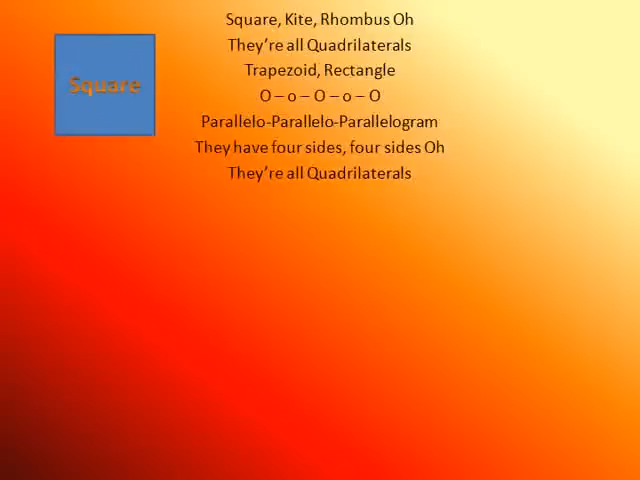 Square, Kite, Rhombus Oh
They’re all Quadrilaterals
Trapezoid, Rectangle
O – o – O – o – O
Parallelo-Parallelo-Parallelogram
They have four sides, four sides Oh
They’re all Quadrilaterals
Square